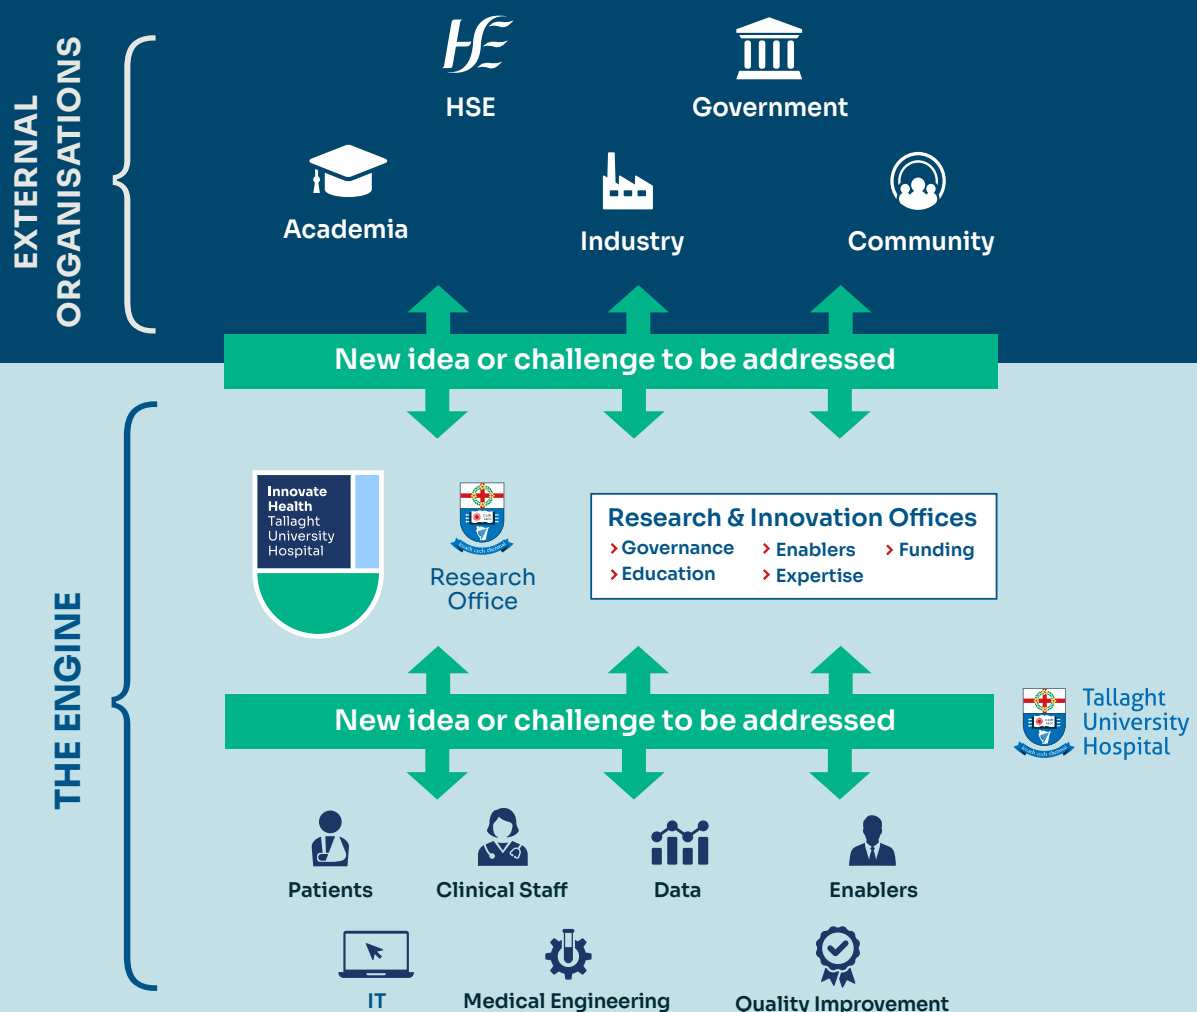 EXTERNAL
ORGANISATIONS
HSE
Government
Academia
Industry
Community
New idea or challenge to be addressed
THE ENGINE
Innovate
Health
Tallaght
University
Hospital
Research
Office
Research & Innovation Offices
Governance
Enablers
Funding
Education
Expertise
New idea or challenge to be addressed
Tallaght
University
Hospital
Patients
Clinical Staff
Data
Enablers
IT
Medical Engineering
Quality Improvement